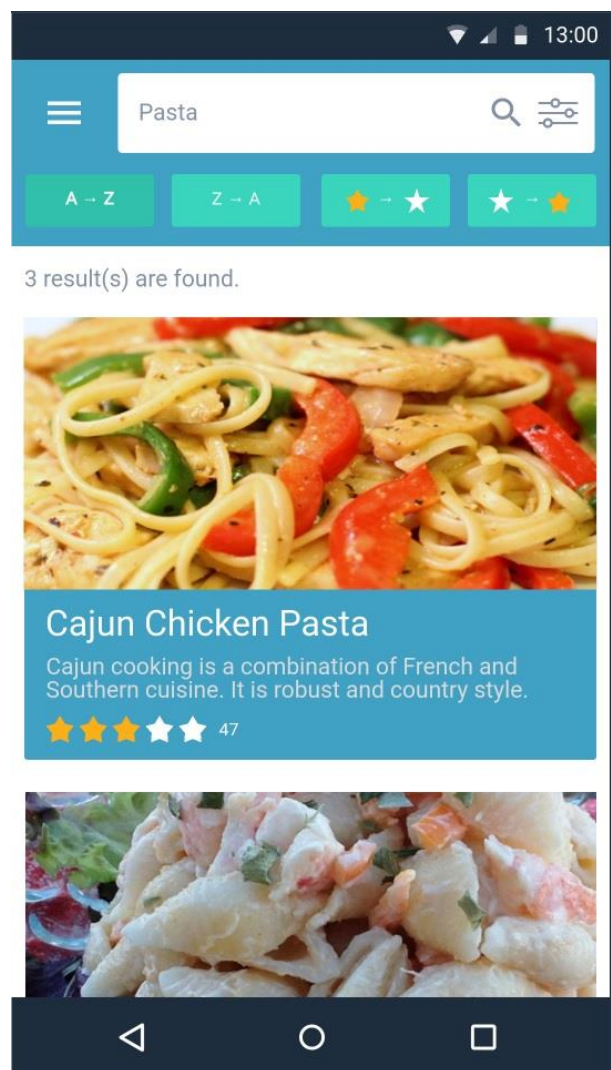 13:00
Pasta
A → Z
Z → A
★ → ★
★ → ★
3 result(s) are found.
Cajun Chicken Pasta
Cajun cooking is a combination of French and
Southern cuisine. It is robust and country style.
47